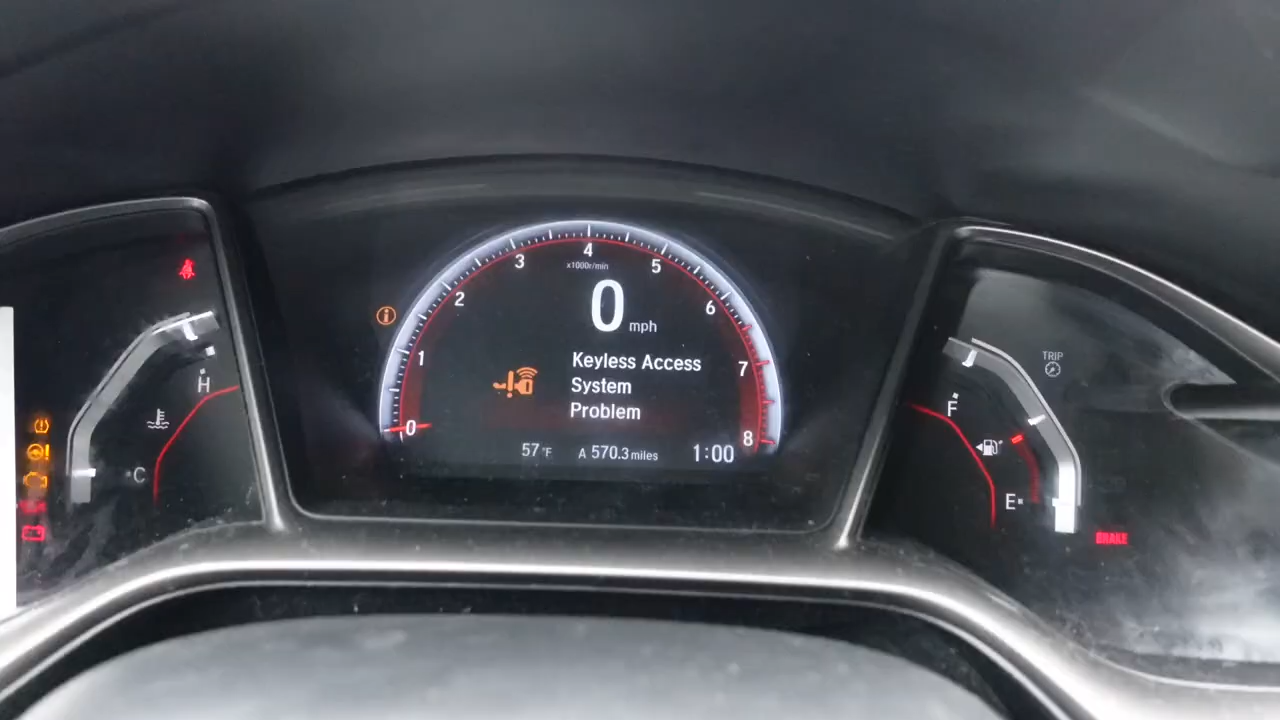 H
C
4
3
5
x1000r/min
2
6
0
mph
1
7
Keyless Access
System
Problem
0
8
57°F
A 570.3 miles
1:00
TRIP
F
E
BRAKE